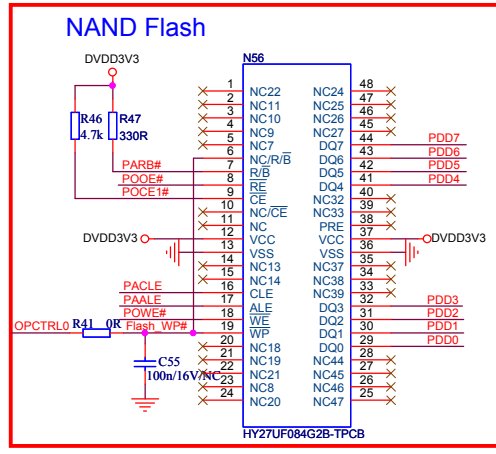 NAND Flash
DVDD3V3
N56
R46
4.7k
R47
330R
1 NC22 NC24 48
2 NC11 NC25 47
3 NC10 NC26 46
4 NC9 NC27 45
5 NC7 DQ7 44 PDD7
6 NC/R/B DQ6 43 PDD6
PARB# 7 R/B DQ5 42 PDD5
POOE# 8 RE DQ4 41 PDD4
POCE1# 9 CE NC32 40
10 NC/CE NC33 39
11 NC PRE 38
DVDD3V3 12 VCC VCC 37 DVDD3V3
13 VSS VSS 36
14 NC13 NC37 35
15 NC14 NC38 34
PACLE 16 CLE NC39 33
PAALE 17 ALE DQ3 32 PDD3
POWE# 18 WE DQ2 31 PDD2
OPCTRL0 R41 0R Flash_WP# 19 WP DQ1 30 PDD1
20 NC18 DQ0 29 PDD0
21 NC19 NC44 28
22 NC21 NC45 27
23 NC8 NC46 26
24 NC20 NC47 25
C55
100n/16V/NC
HY27UF084G2B-TPCB